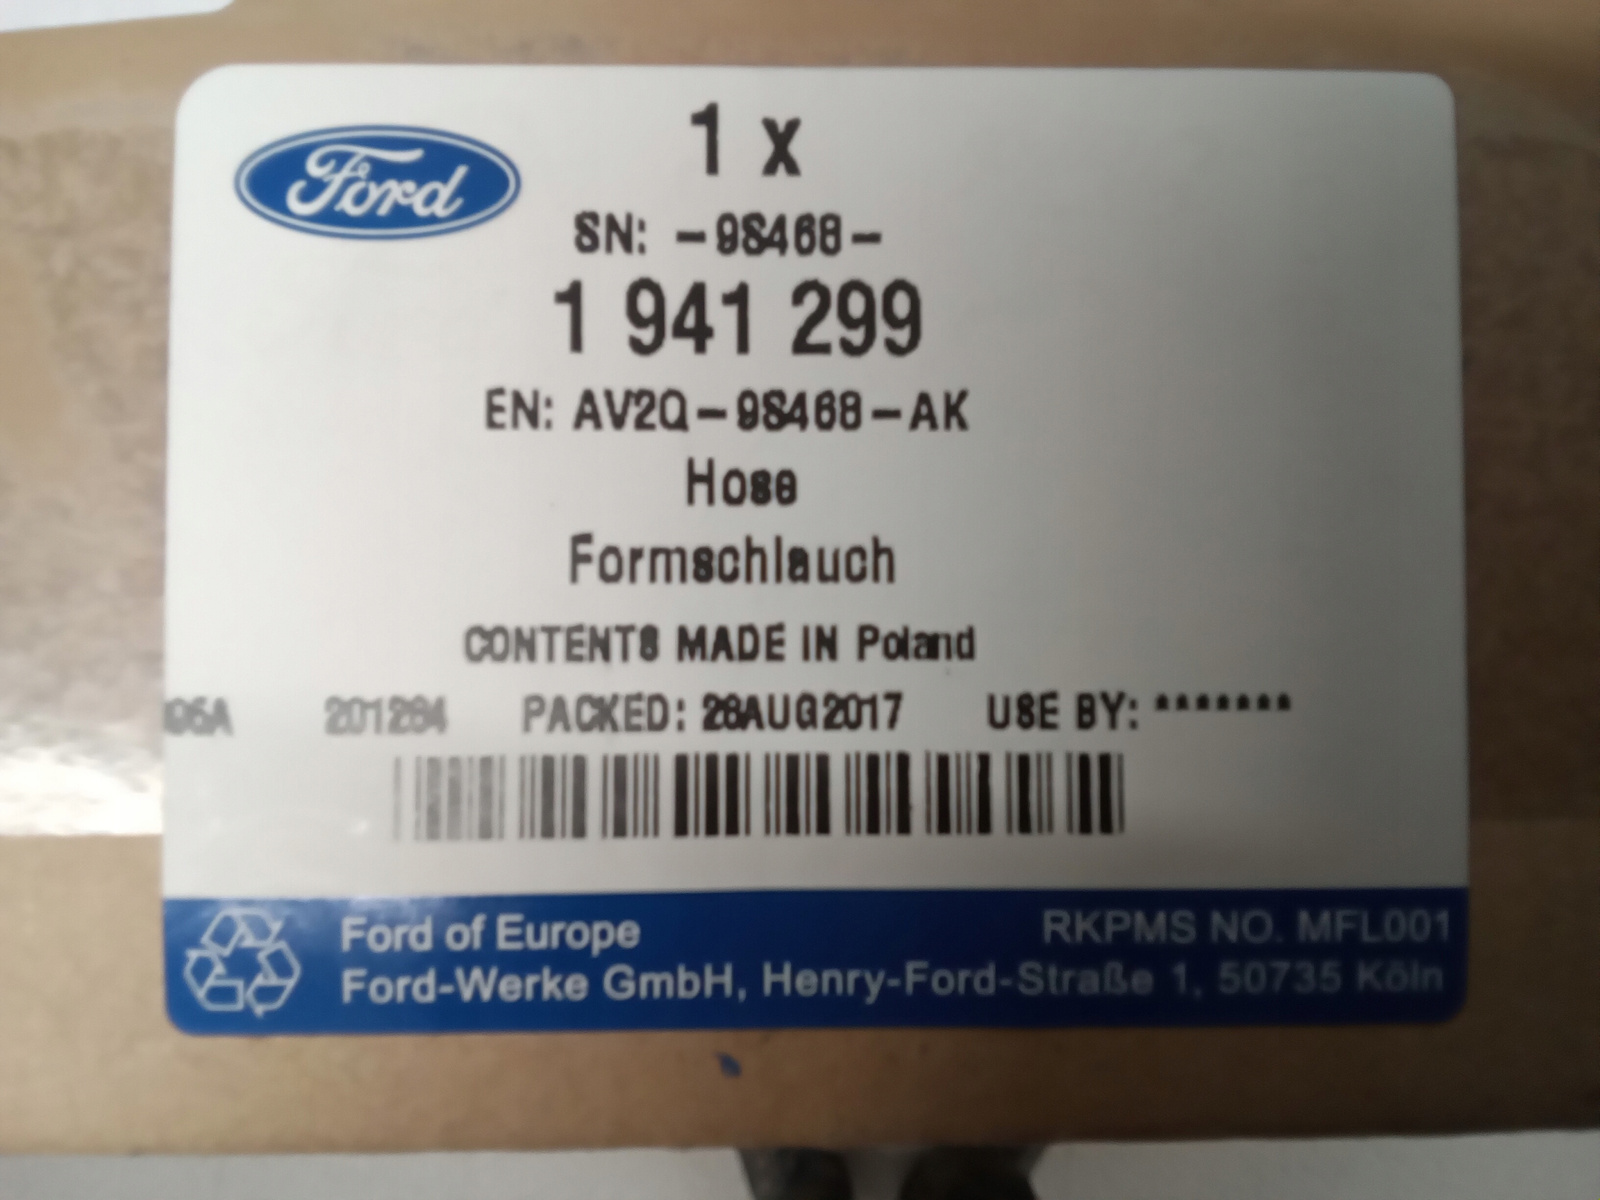 Ford
1 x
SN: -9S468-
1 941 299
EN: AV2Q-9S468-AK
Hose
Formschlauch
CONTENTS MADE IN Poland
201284 PACKED: 28AUG2017 USE BY: *******
Ford of Europe RKPMS NO. MFL001
Ford-Werke GmbH, Henry-Ford-Straße 1, 50735 Köln